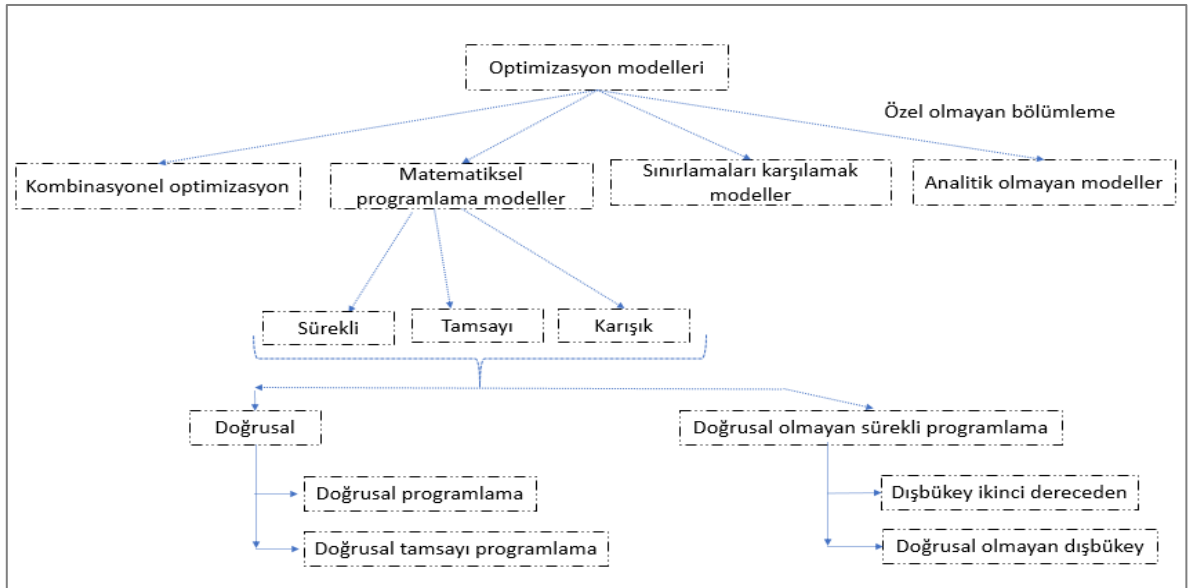 Optimizasyon modelleri
Özel olmayan bölümleme
Kombinasyonel optimizasyon
Matematiksel
programlama modeller
Sınırlamaları karşılamak
modeller
Analitik olmayan modeller
Sürekli
Tamsayı
Karışık
Doğrusal
Doğrusal olmayan sürekli programlama
Doğrusal programlama
Doğrusal tamsayı programlama
Dışbükey ikinci dereceden
Doğrusal olmayan dışbükey